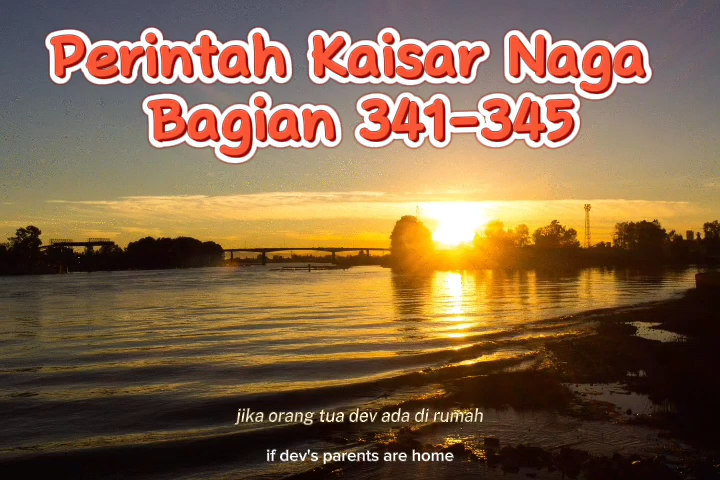 Perintah Kaisar Naga
Bagian 341-345
jika orang tua dev ada di rumah
if dev's parents are home